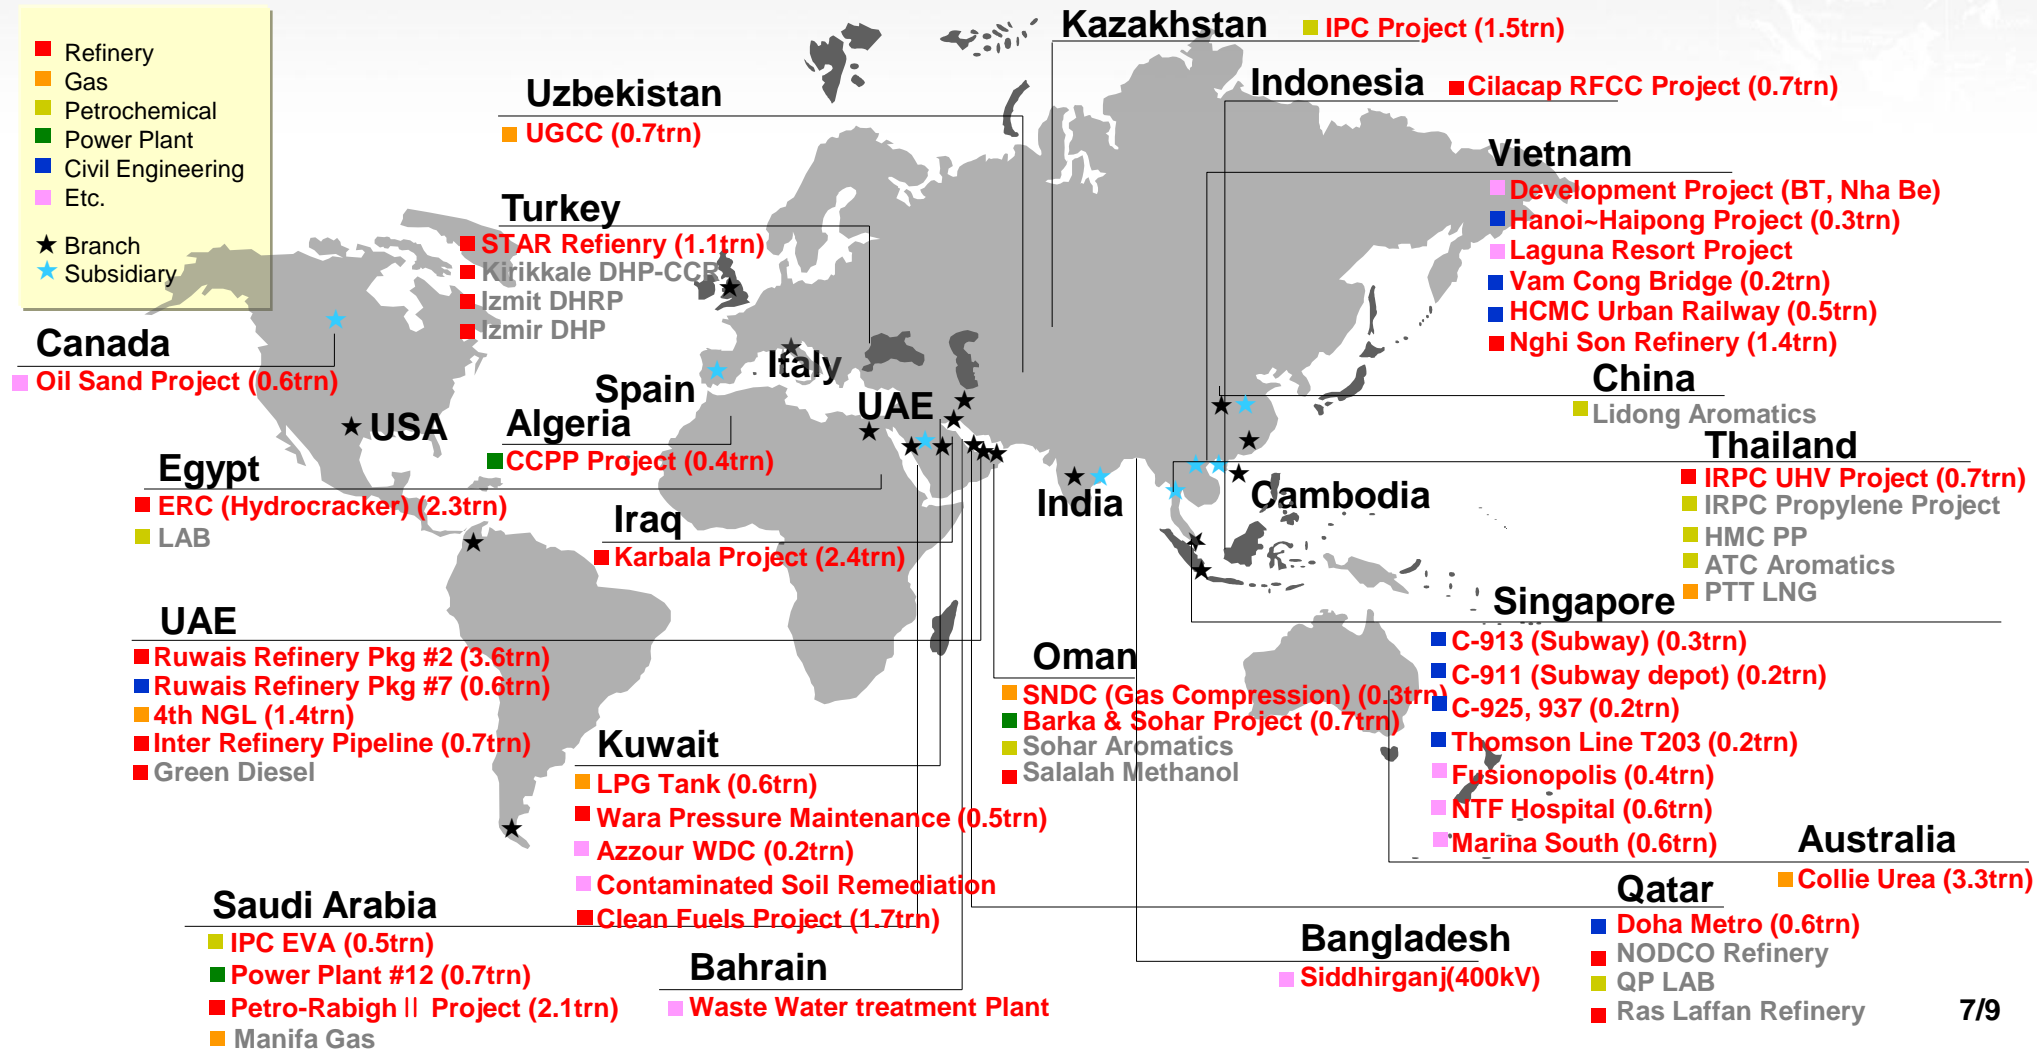 Refinery
Gas
Petrochemical
Power Plant
Civil Engineering
Etc.
Branch
Subsidiary
Kazakhstan
IPC Project (1.5trn)
Uzbekistan
UGCC (0.7trn)
Indonesia
Cilacap RFCC Project (0.7trn)
Vietnam
Development Project (BT, Nha Be)
Hanoi~Haipong Project (0.3trn)
Laguna Resort Project
Vam Cong Bridge (0.2trn)
HCMC Urban Railway (0.5trn)
Nghi Son Refinery (1.4trn)
Turkey
STAR Refienry (1.1trn)
Kirikkale DHP-CCR
Izmit DHRP
Izmir DHP
Canada
Oil Sand Project (0.6trn)
USA
Spain
Italy
UAE
Algeria
CCPP Project (0.4trn)
China
Lidong Aromatics
Thailand
IRPC UHV Project (0.7trn)
IRPC Propylene Project
HMC PP
ATC Aromatics
PTT LNG
Egypt
ERC (Hydrocracker) (2.3trn)
LAB
Iraq
Karbala Project (2.4trn)
India
Cambodia
UAE
Ruwais Refinery Pkg #2 (3.6trn)
Ruwais Refinery Pkg #7 (0.6trn)
4th NGL (1.4trn)
Inter Refinery Pipeline (0.7trn)
Green Diesel
Oman
SNDC (Gas Compression) (0.3trn)
Barka & Sohar Project (0.7trn)
Sohar Aromatics
Salalah Methanol
Singapore
C-913 (Subway) (0.3trn)
C-911 (Subway depot) (0.2trn)
C-925, 937 (0.2trn)
Thomson Line T203 (0.2trn)
Fusionopolis (0.4trn)
NTF Hospital (0.6trn)
Marina South (0.6trn)
Kuwait
LPG Tank (0.6trn)
Wara Pressure Maintenance (0.5trn)
Azzour WDC (0.2trn)
Contaminated Soil Remediation
Clean Fuels Project (1.7trn)
Australia
Collie Urea (3.3trn)
Saudi Arabia
IPC EVA (0.5trn)
Power Plant #12 (0.7trn)
Petro-Rabigh II Project (2.1trn)
Manifa Gas
Bahrain
Waste Water treatment Plant
Bangladesh
Siddhirganj(400kV)
Qatar
Doha Metro (0.6trn)
NODCO Refinery
QP LAB
Ras Laffan Refinery
7/9